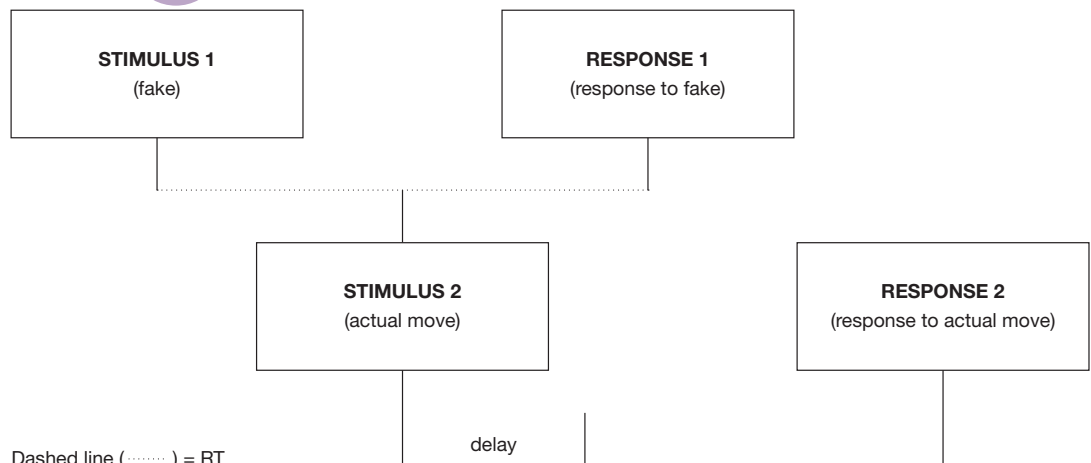 STIMULUS 1
(fake)
RESPONSE 1
(response to fake)
STIMULUS 2
(actual move)
RESPONSE 2
(response to actual move)
delay
Dashed line (········ ) = RT